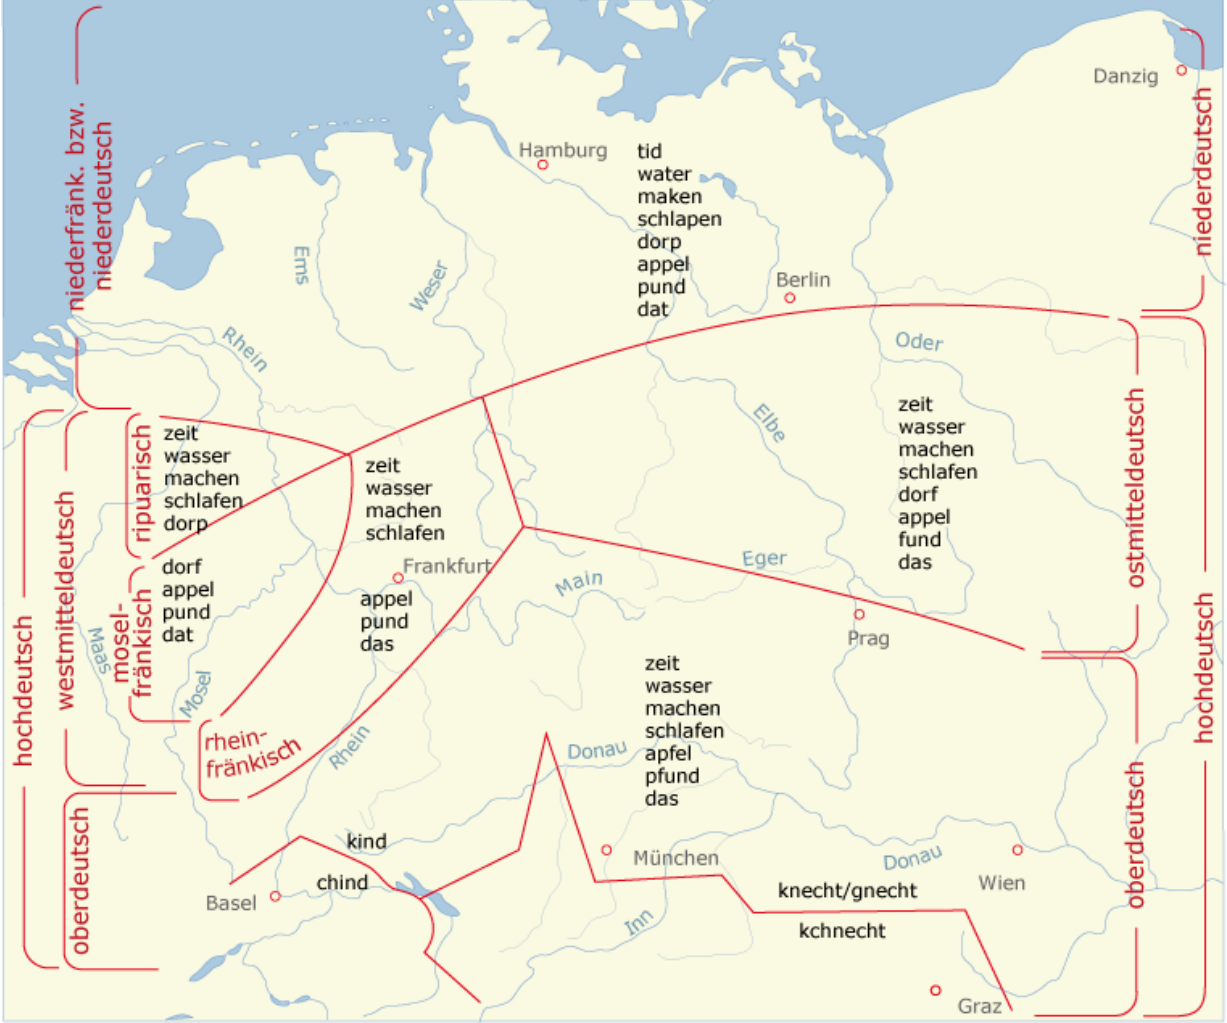 niederfränk. bzw.
niederdeutsch
Danzig
niederdeutsch
Hamburg
tid
water
maken
schlapen
dorp
appel
pund
dat
Ems
Weser
Berlin
Rhein
Oder
Elbe
zeit
wasser
machen
schlafen
dorf
appel
fund
das
ostmitteldeutsch
hochdeutsch
westmitteldeutsch
ripuarisch
zeit
wasser
machen
schlafen
dorp
zeit
wasser
machen
schlafen
Frankfurt
appel
pund
das
mosel-
fränkisch
dorf
appel
pund
dat
Maas
Mosel
Main
Eger
Prag
hochdeutsch
rhein-
fränkisch
Rhein
Donau
zeit
wasser
machen
schlafen
apfel
pfund
das
oberdeutsch
kind
chind
Basel
München
Inn
knecht/gnecht
kchnecht
Donau
Wien
Graz
oberdeutsch